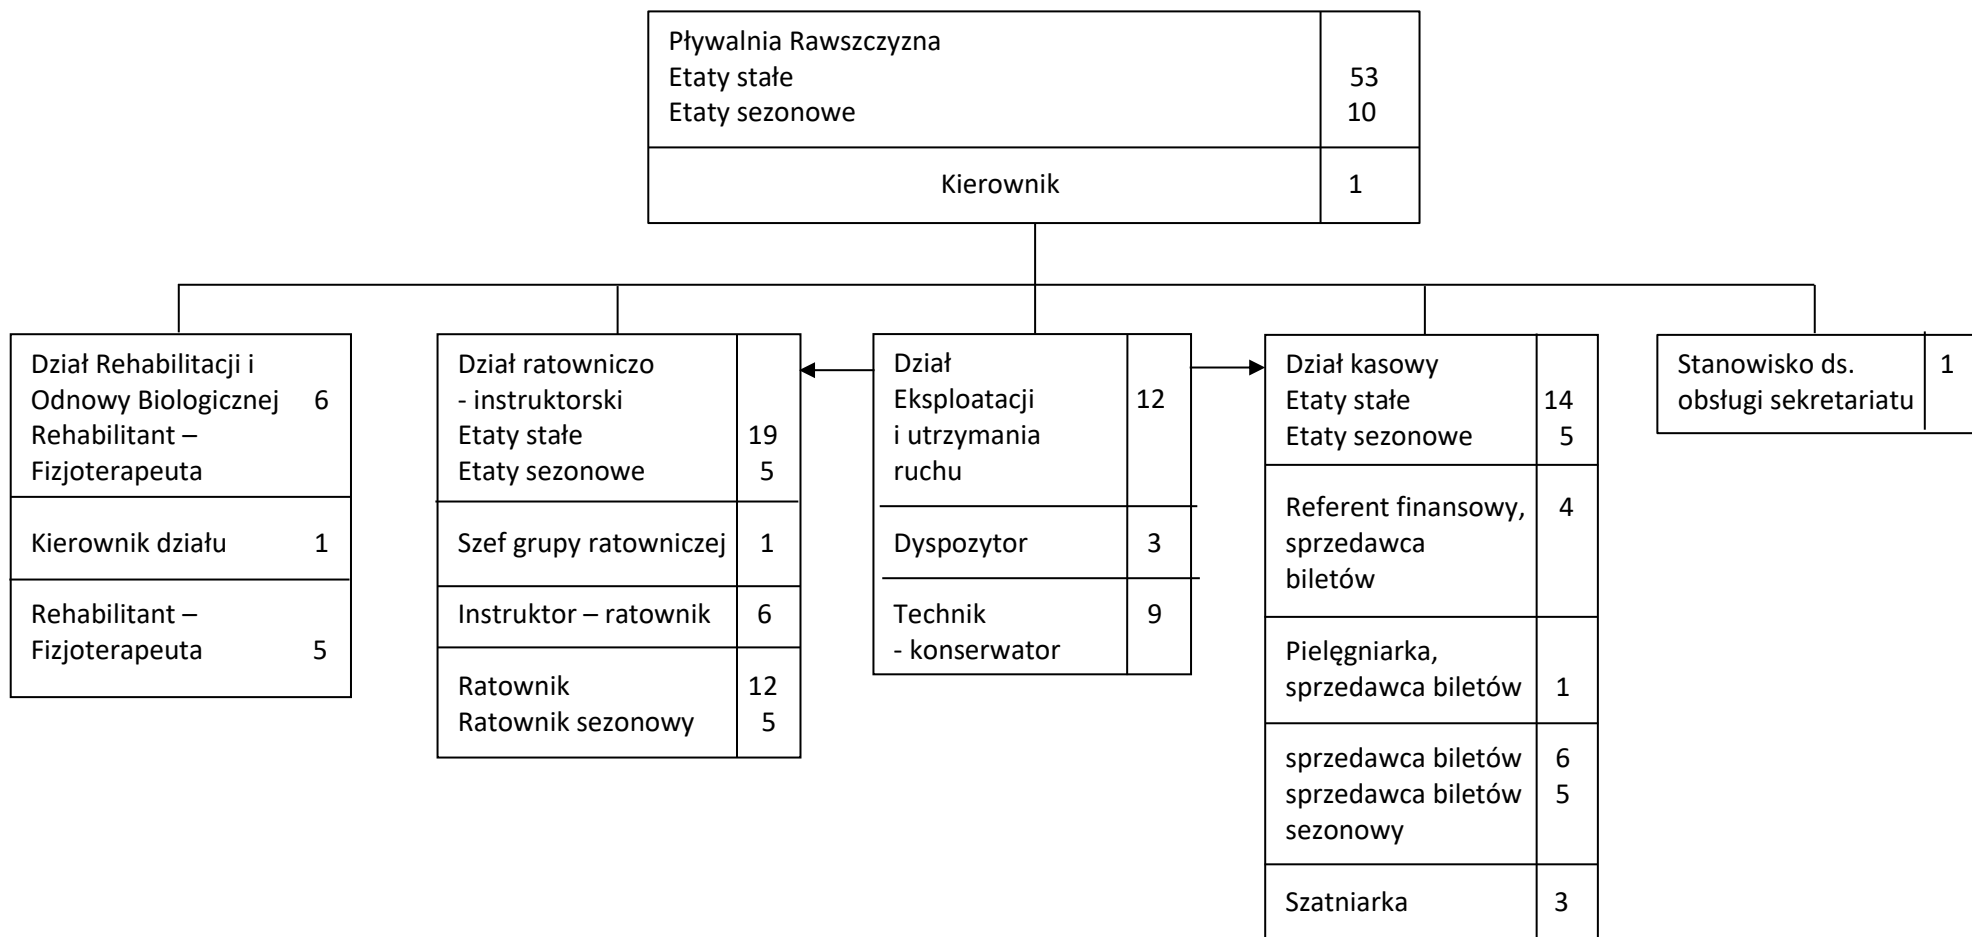 Pływalnia Rawszczyzna
Etaty stałe 53
Etaty sezonowe 10
Kierownik 1
Dział Rehabilitacji i
Odnowy Biologicznej 6
Rehabilitant –
Fizjoterapeuta
Kierownik działu 1
Rehabilitant –
Fizjoterapeuta 5
Dział ratowniczo
- instruktorski
Etaty stałe 19
Etaty sezonowe 5
Szef grupy ratowniczej 1
Instruktor – ratownik 6
Ratownik 12
Ratownik sezonowy 5
Dział
Eksploatacji 12
i utrzymania
ruchu
Dyspozytor 3
Technik 9
- konserwator
Dział kasowy
Etaty stałe 14
Etaty sezonowe 5
Referent finansowy, 4
sprzedawca
biletów
Pielęgniarka,
sprzedawca biletów 1
sprzedawca biletów 6
sprzedawca biletów 5
sezonowy
Szatniarka 3
Stanowisko ds. 1
obsługi sekretariatu